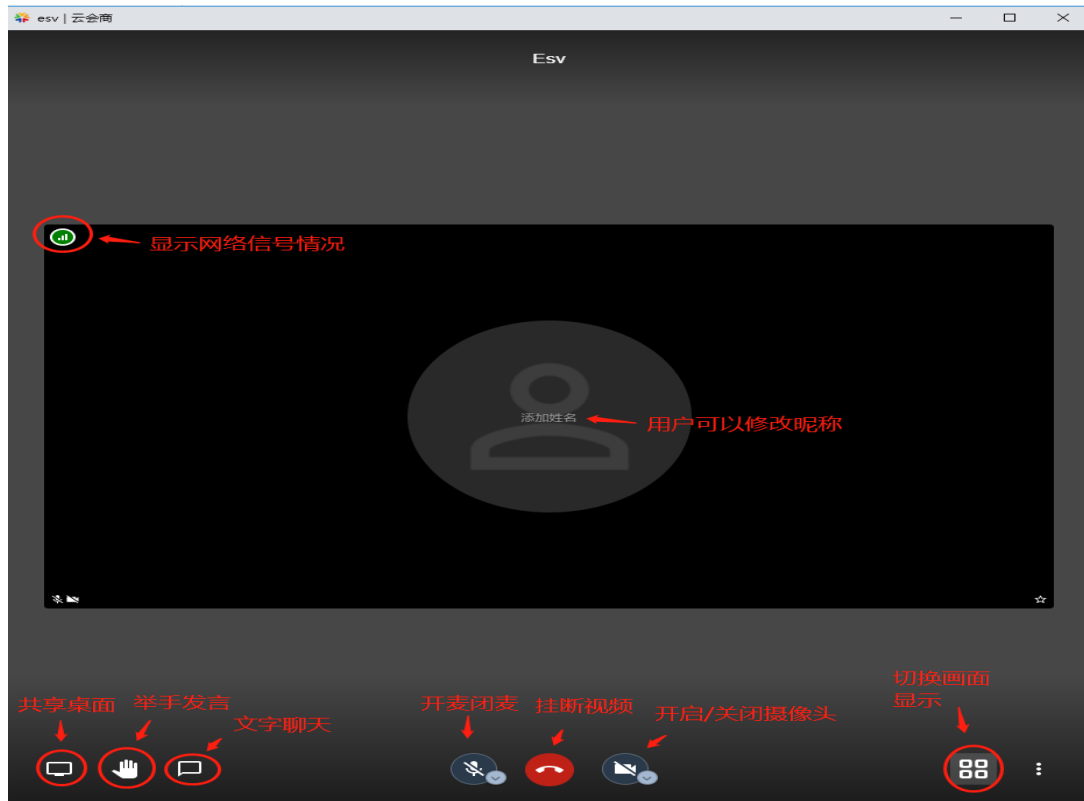 esv | 云会商
Esv
显示网络信号情况
添加姓名
用户可以修改昵称
切换画面
显示
共享桌面
举手发言
文字聊天
开麦闭麦
挂断视频
开启/关闭摄像头